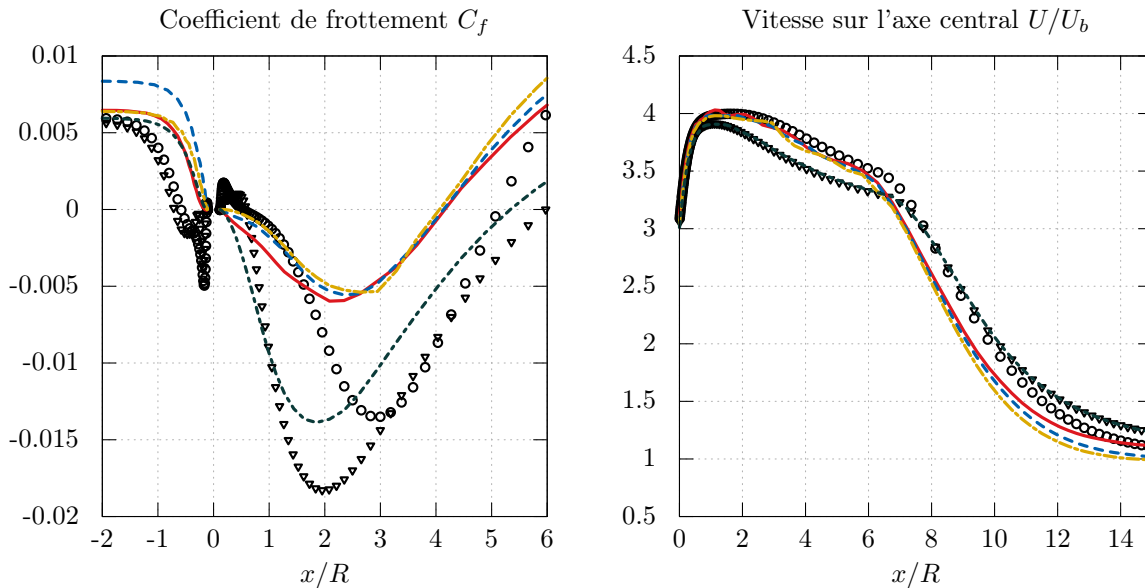 Coefficient de frottement C_f
0.01
0.005
0
-0.005
-0.01
-0.015
-0.02
-2 -1 0 1 2 3 4 5 6
x/R
Vitesse sur l'axe central U/U_b
4.5
4
3.5
3
2.5
2
1.5
1
0.5
0 2 4 6 8 10 12 14
x/R